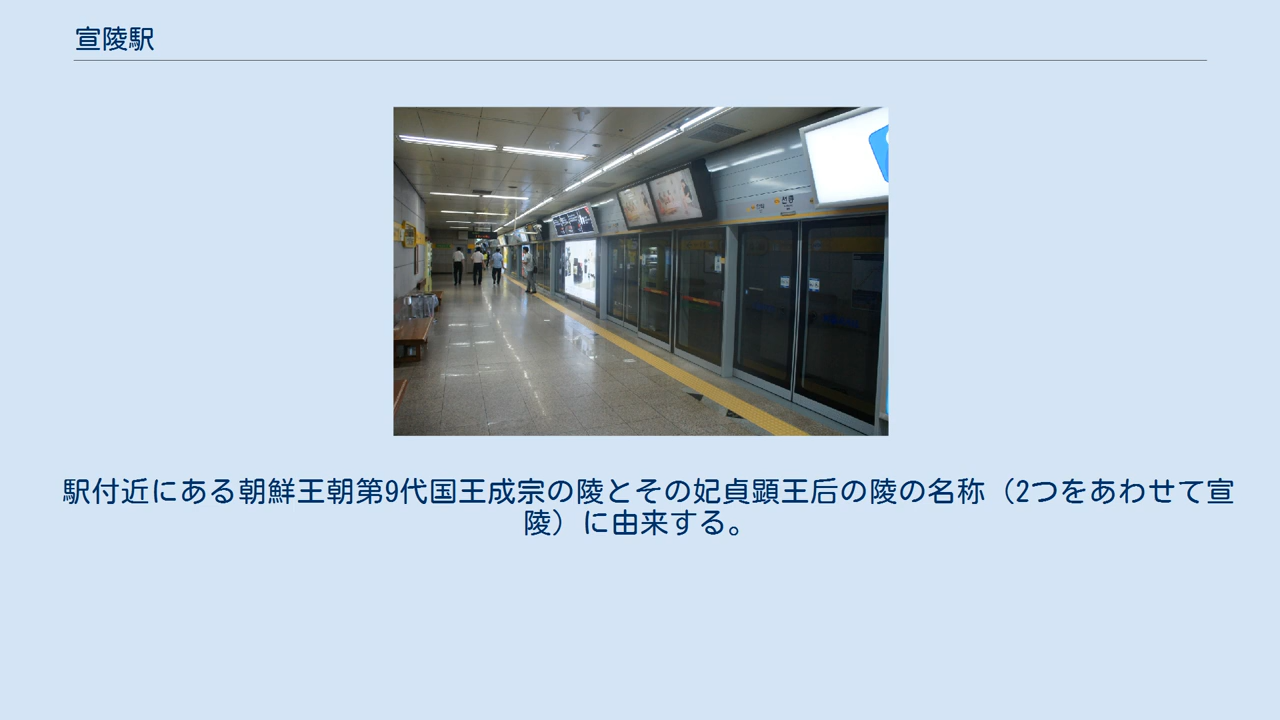 宣陵駅
선릉
駅付近にある朝鮮王朝第9代国王成宗の陵とその妃貞顕王后の陵の名称（2つをあわせて宣
陵）に由来する。